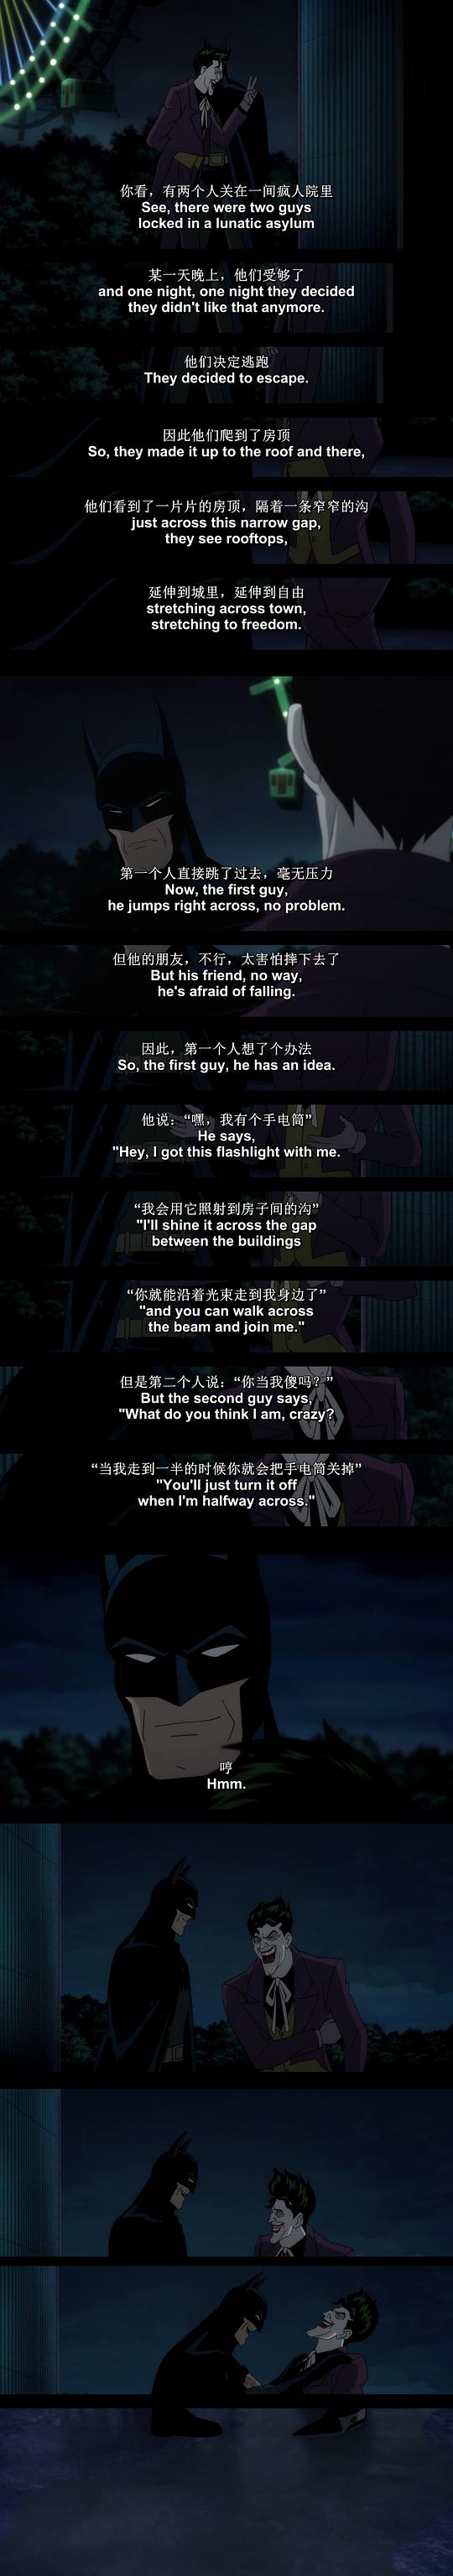 你看，有两个人关在一间疯人院里
See, there were two guys
locked in a lunatic asylum
某一天晚上，他们受够了
and one night, one night they decided
they didn't like that anymore.
他们决定逃跑
They decided to escape.
因此他们爬到了房顶
So, they made it up to the roof and there,
他们看到了一片片的房顶，隔着一条窄窄的沟
just across this narrow gap,
they see rooftops,
延伸到城里，延伸到自由
stretching across town,
stretching to freedom.
第一个人直接跳了过去，毫无压力
Now, the first guy,
he jumps right across, no problem.
但他的朋友，不行，太害怕摔下去了
But his friend, no way,
he's afraid of falling.
因此，第一个人想了个办法
So, the first guy, he has an idea.
他说：“嘿，我有个手电筒”
He says,
"Hey, I got this flashlight with me.
“我会用它照射到房子间的沟”
"I'll shine it across the gap
between the buildings
“你就能沿着光束走到我身边了”
"and you can walk across
the beam and join me."
但是第二个人说：“你当我傻吗？”
But the second guy says,
"What do you think I am, crazy?
“当我走到一半的时候你就会把手电筒关掉”
"You'll just turn it off
when I'm halfway across."
哼
Hmm.